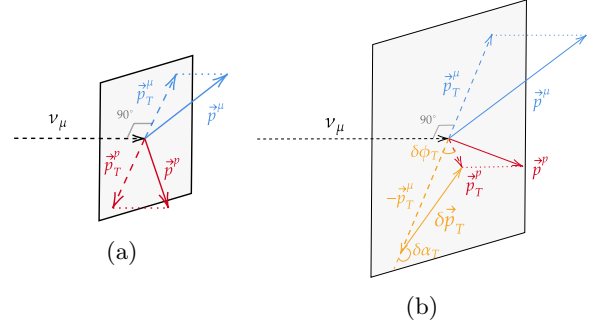 ν_μ
90°
p⃗_T^μ
p⃗^μ
p⃗_T^p
p⃗^p
(a)
ν_μ
90°
p⃗_T^μ
p⃗^μ
δϕ_T
p⃗_T^p
p⃗^p
−p⃗_T^μ
δp⃗_T
δα_T
(b)